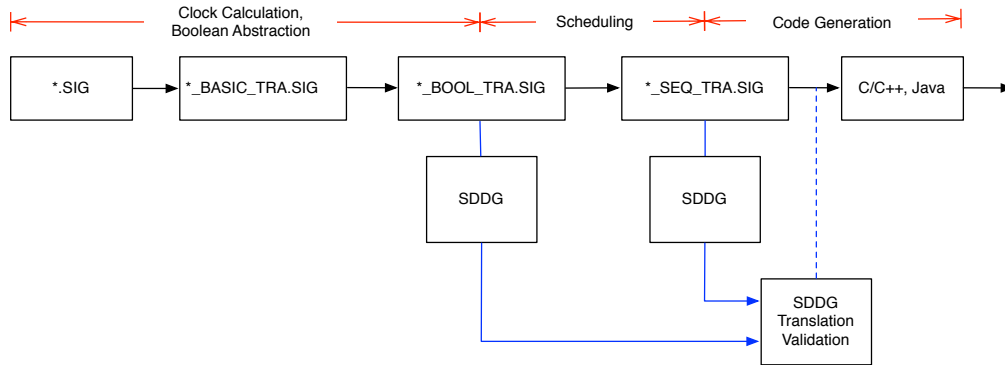 Clock Calculation,
Boolean Abstraction
Scheduling
Code Generation
*.SIG
*_BASIC_TRA.SIG
*_BOOL_TRA.SIG
*_SEQ_TRA.SIG
C/C++, Java
SDDG
SDDG
SDDG
Translation
Validation